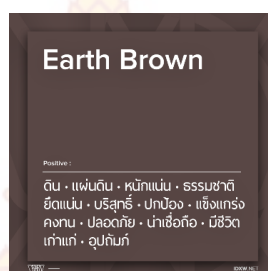 Earth Brown
Positive :
ดิน • แผ่นดิน • หนักแน่น • ธรรมชาติ
ยึดแน่น • บริสุทธิ์ • ปกป้อง • แข็งแกร่ง
คงทน • ปลอดภัย • น่าเชื่อถือ • มีชีวิต
เก่าแก่ • อุปถัมภ์
IDXW.NET